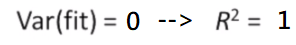 Var(fit) = 0 --> R² = 1